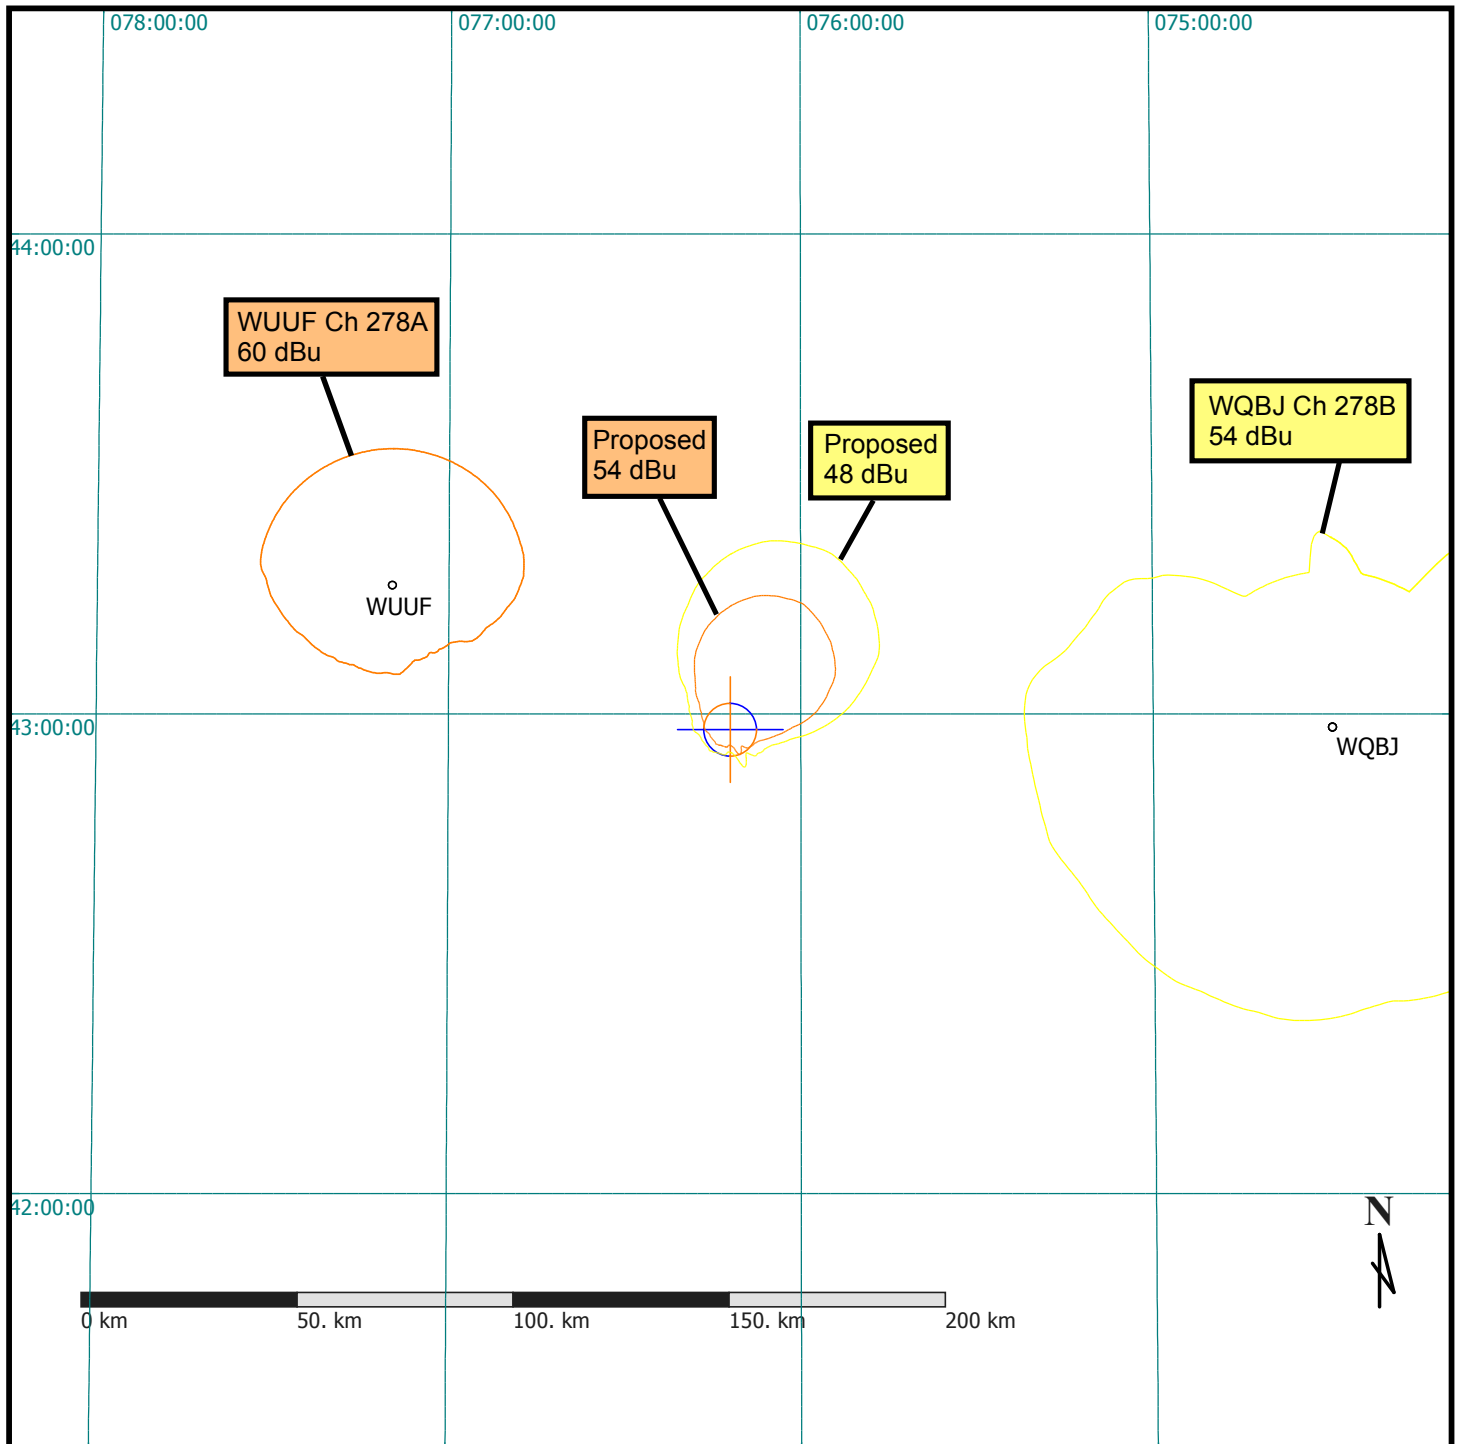 078:00:00
077:00:00
076:00:00
075:00:00
44:00:00
WUUF Ch 278A
60 dBu
WQBJ Ch 278B
54 dBu
Proposed
54 dBu
Proposed
48 dBu
WUUF
43:00:00
WQBJ
42:00:00
N
0 km
50. km
100. km
150. km
200 km